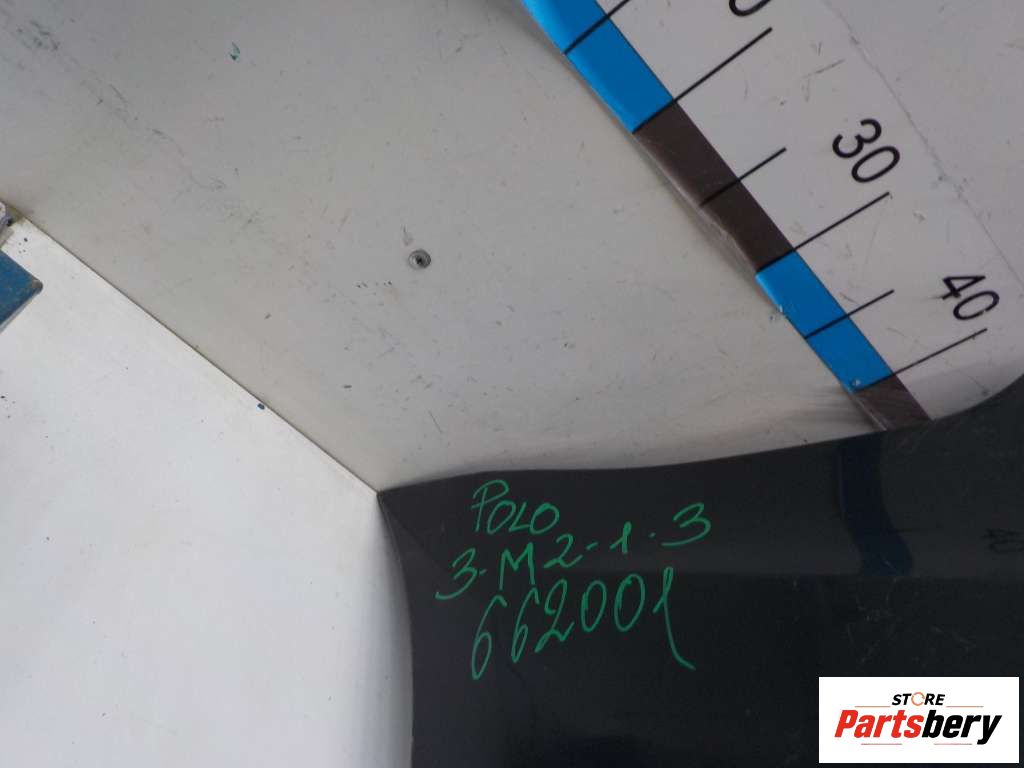 30
40
POLO
3-M2-1-3
662001
STORE
Partsbery